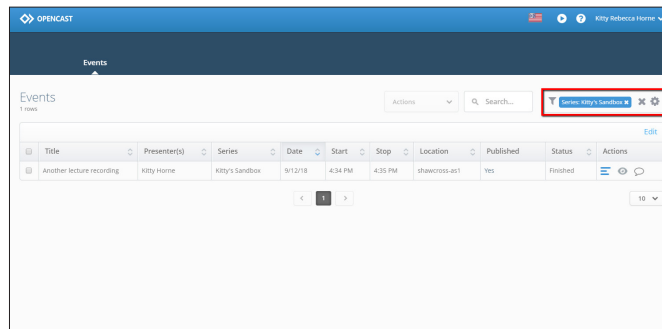 OPENCAST
Kitty Rebecca Horne
Events
Events
1 rows
Actions
Search...
Series: Kitty's Sandbox
Edit
Title Presenter(s) Series Date Start Stop Location Published Status Actions
Another lecture recording Kitty Horne Kitty's Sandbox 9/12/18 4:34 PM 4:35 PM shawcross-as1 Yes Finished
< 1 >
10